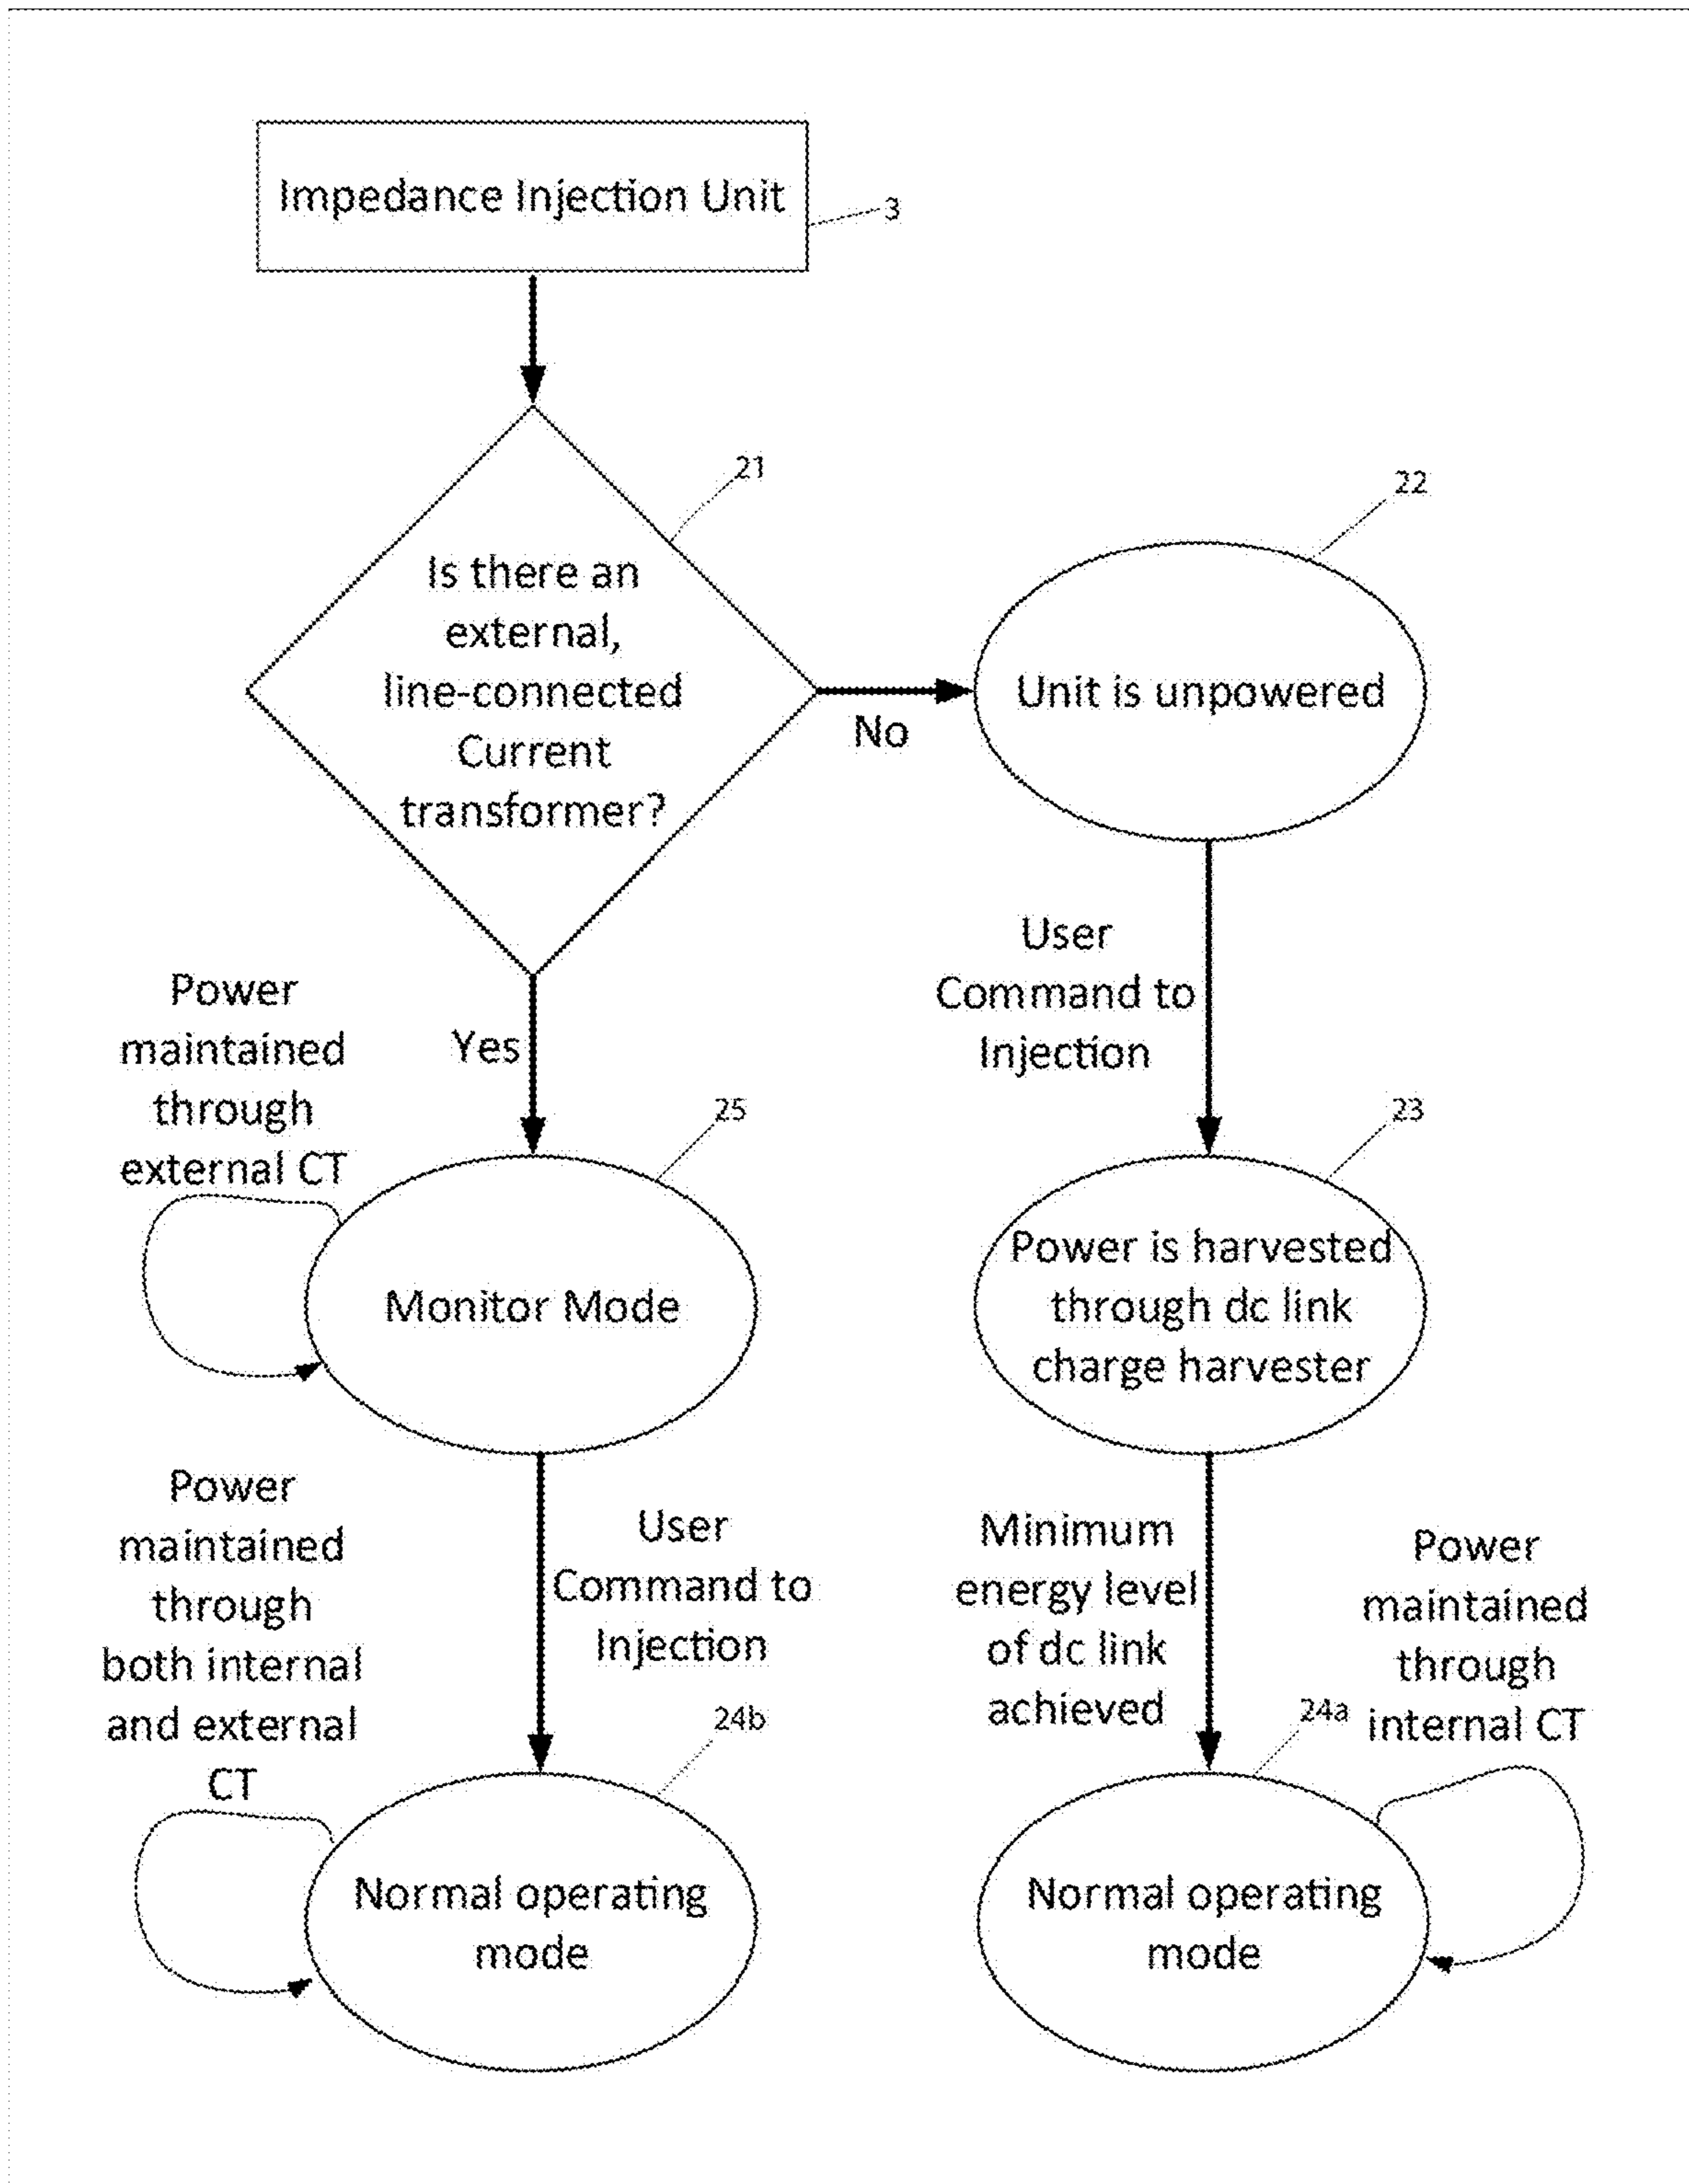 Impedance Injection Unit
3
21
Is there an
external,
line-connected
Current
transformer?
22
Unit is unpowered
No
Yes
Power
maintained
through
external CT
25
Monitor Mode
User
Command to
Injection
23
Power is harvested
through dc link
charge harvester
Power
maintained
through
both internal
and external
CT
User
Command to
Injection
24b
Normal operating
mode
Minimum
energy level
of dc link
achieved
24a
Power
maintained
through
internal CT
Normal operating
mode